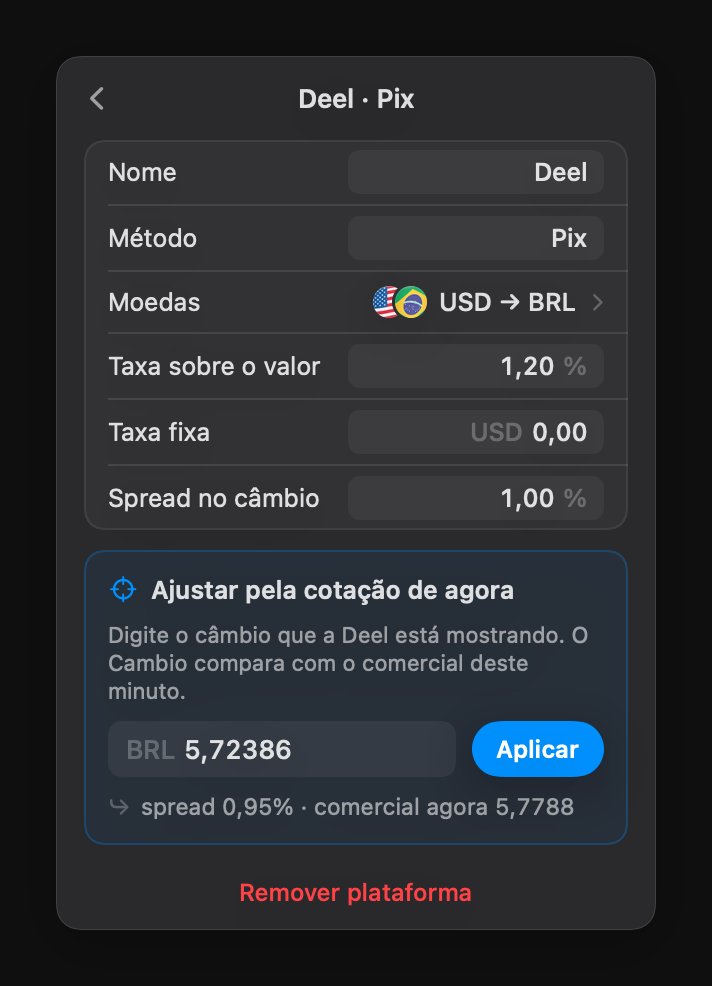 Deel · Pix
Nome Deel
Método Pix
Moedas USD → BRL
Taxa sobre o valor 1,20 %
Taxa fixa USD 0,00
Spread no câmbio 1,00 %
Ajustar pela cotação de agora
Digite o câmbio que a Deel está mostrando. O
Cambio compara com o comercial deste
minuto.
BRL 5,72386 Aplicar
spread 0,95% · comercial agora 5,7788
Remover plataforma